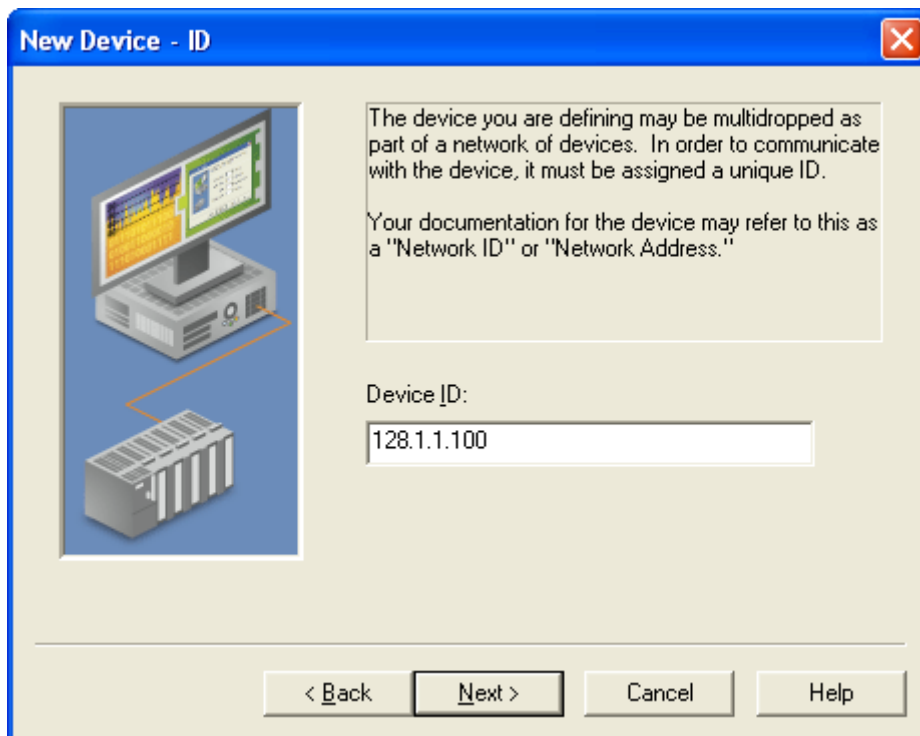 New Device - ID
The device you are defining may be multidropped as
part of a network of devices.  In order to communicate
with the device, it must be assigned a unique ID.
Your documentation for the device may refer to this as
a "Network ID" or "Network Address."
Device ID:
128.1.1.100
< Back
Next >
Cancel
Help